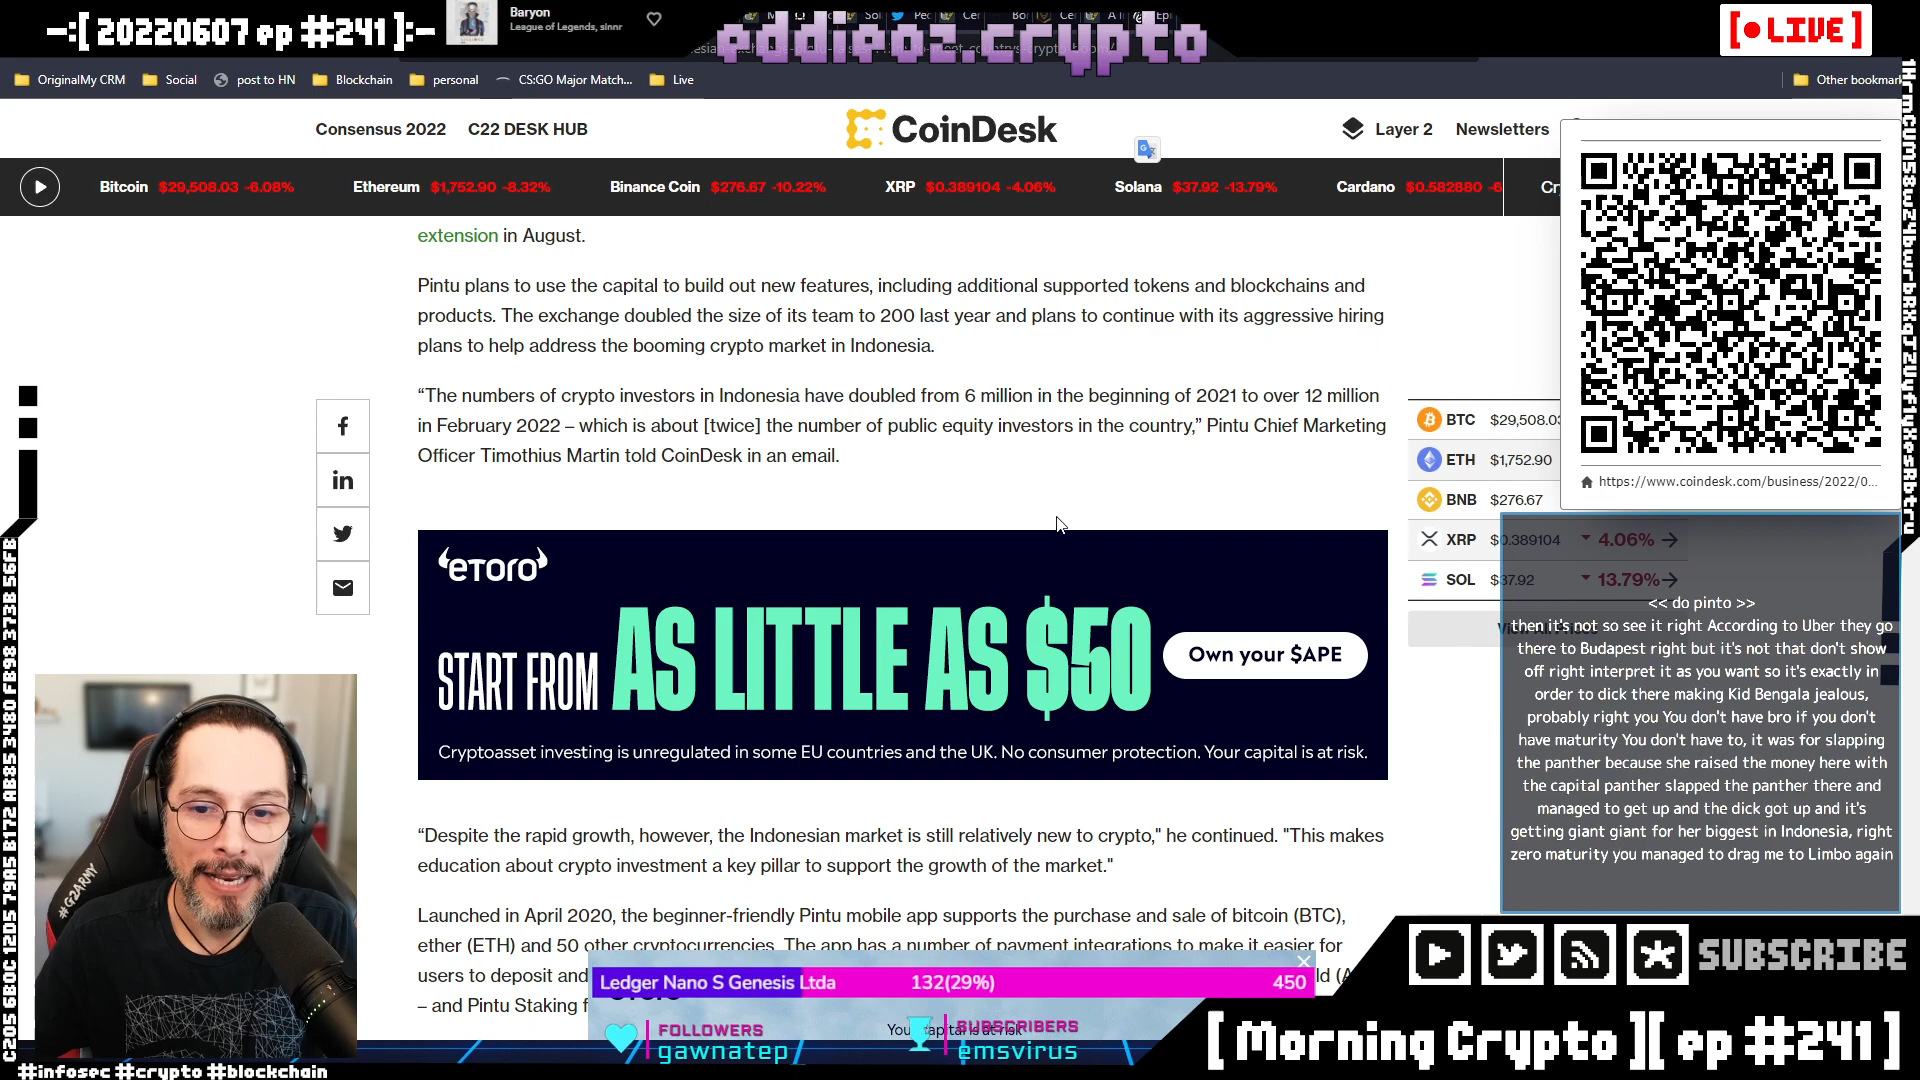 —:[ 20220607 ep #241 ]:—
Baryon
League of Legends, sinnr
eddieoz.crypto
[ LIVE ]
OriginalMy CRM
Social
post to HN
Blockchain
personal
CS:GO Major Match...
Live
Other bookmark
Consensus 2022
C22 DESK HUB
CoinDesk
Layer 2
Newsletters
Bitcoin $29,508.03 -6.08%
Ethereum $1,752.90 -8.32%
Binance Coin $276.67 -10.22%
XRP $0.389104 -4.06%
Solana $37.92 -13.79%
Cardano $0.582880 -6
extension in August.
Pintu plans to use the capital to build out new features, including additional supported tokens and blockchains and
products. The exchange doubled the size of its team to 200 last year and plans to continue with its aggressive hiring
plans to help address the booming crypto market in Indonesia.
“The numbers of crypto investors in Indonesia have doubled from 6 million in the beginning of 2021 to over 12 million
in February 2022 – which is about [twice] the number of public equity investors in the country,” Pintu Chief Marketing
Officer Timothius Martin told CoinDesk in an email.
eToro
START FROM AS LITTLE AS $50
Own your $APE
Cryptoasset investing is unregulated in some EU countries and the UK. No consumer protection. Your capital is at risk.
“Despite the rapid growth, however, the Indonesian market is still relatively new to crypto," he continued. "This makes
education about crypto investment a key pillar to support the growth of the market."
Launched in April 2020, the beginner-friendly Pintu mobile app supports the purchase and sale of bitcoin (BTC),
ether (ETH) and 50 other cryptocurrencies. The app has a number of payment integrations to make it easier for
users to deposit and
– and Pintu Staking f
BTC $29,508.03
ETH $1,752.90
BNB $276.67
XRP $0.389104 4.06%
SOL $37.92 13.79%
https://www.coindesk.com/business/2022/0...
<< do pinto >>
then it's not so see it right According to Uber they go
there to Budapest right but it's not that don't show
off right interpret it as you want so it's exactly in
order to dick there making Kid Bengala jealous,
probably right you You don't have bro if you don't
have maturity You don't have to, it was for slapping
the panther because she raised the money here with
the capital panther slapped the panther there and
managed to get up and the dick got up and it's
getting giant giant for her biggest in Indonesia, right
zero maturity you managed to drag me to Limbo again
#G2ARMY
Ledger Nano S Genesis Ltda 132(29%) 450
FOLLOWERS
gawnatep
SUBSCRIBERS
emsvirus
SUBSCRIBE
[ Morning Crypto ][ ep #241 ]
#infosec #crypto #blockchain
C205 6B0C 12D5 79A5 B172 AB85 3480 FB98 373B 56FB